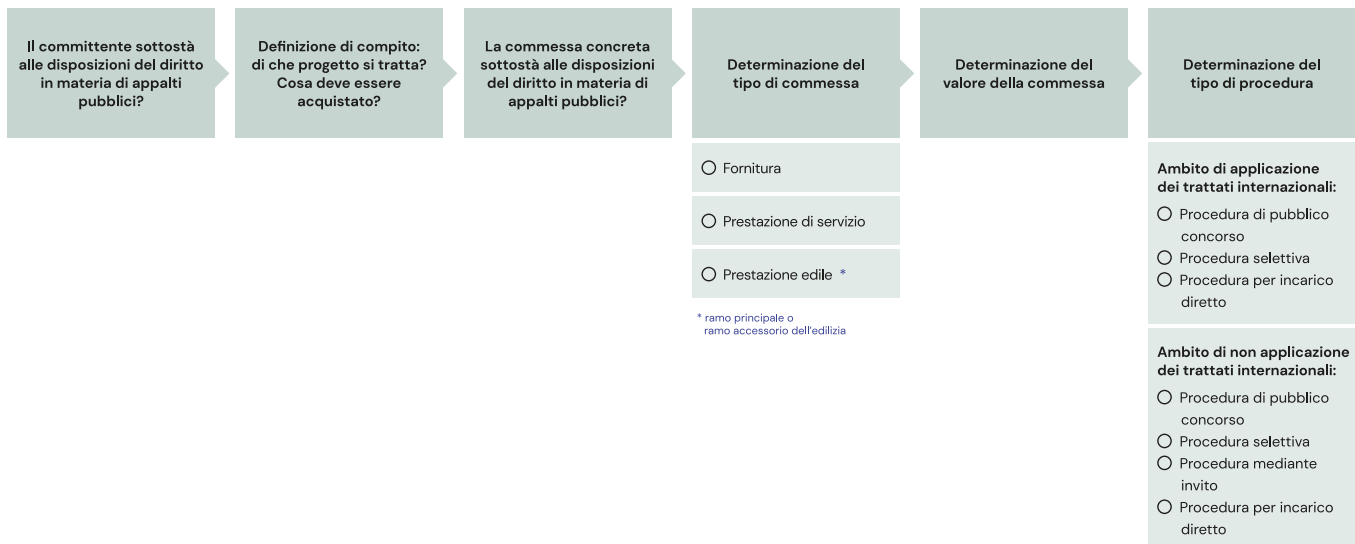 Il committente sottostà
alle disposizioni del diritto
in materia di appalti
pubblici?
Definizione di compito:
di che progetto si tratta?
Cosa deve essere
acquistato?
La commessa concreta
sottostà alle disposizioni
del diritto in materia di
appalti pubblici?
Determinazione del
tipo di commessa
Determinazione del
valore della commessa
Determinazione del
tipo di procedura
Fornitura
Prestazione di servizio
Prestazione edile *
* ramo principale o
ramo accessorio dell'edilizia
Ambito di applicazione
dei trattati internazionali:
Procedura di pubblico
concorso
Procedura selettiva
Procedura per incarico
diretto
Ambito di non applicazione
dei trattati internazionali:
Procedura di pubblico
concorso
Procedura selettiva
Procedura mediante
invito
Procedura per incarico
diretto